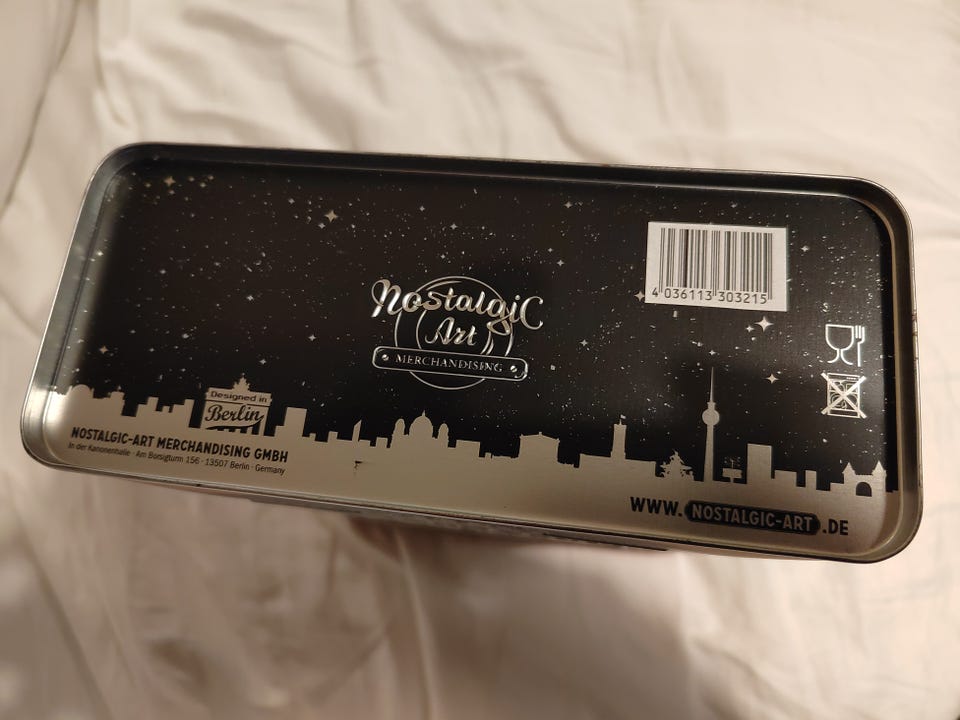 Nostalgic
Art
MERCHANDISING
4 036113 303215
Designed in
Berlin
NOSTALGIC-ART MERCHANDISING GMBH
In der Kanonenhalle · Am Borsigturm 156 · 13507 Berlin · Germany
WWW.NOSTALGIC-ART.DE